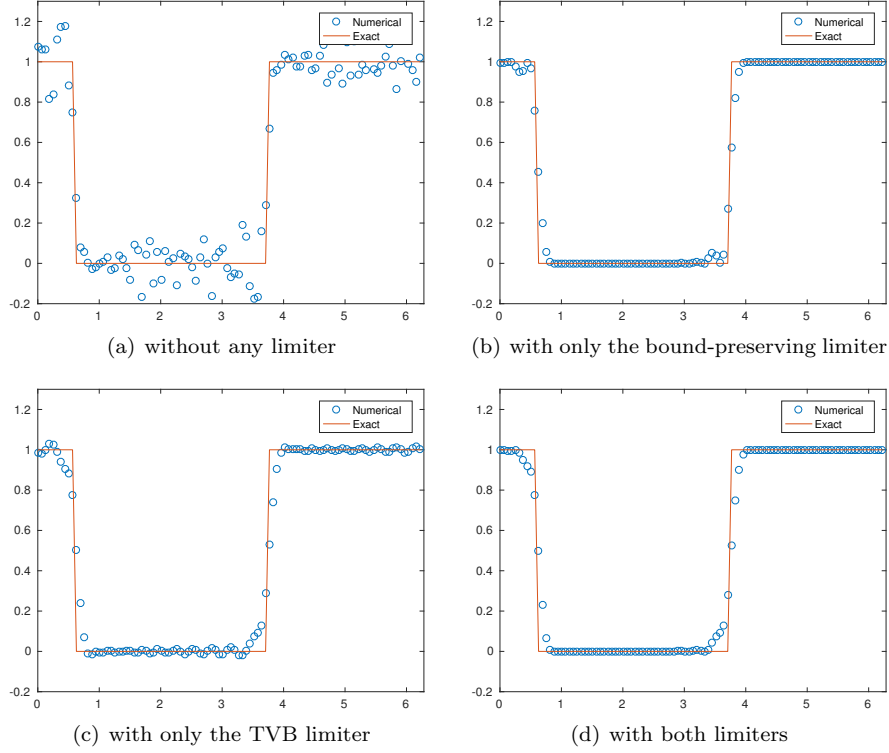 1.2
1
0.8
0.6
0.4
0.2
0
-0.2
0 1 2 3 4 5 6
Numerical
Exact
(a) without any limiter
1.2
1
0.8
0.6
0.4
0.2
0
-0.2
0 1 2 3 4 5 6
Numerical
Exact
(b) with only the bound-preserving limiter
1.2
1
0.8
0.6
0.4
0.2
0
-0.2
0 1 2 3 4 5 6
Numerical
Exact
(c) with only the TVB limiter
1.2
1
0.8
0.6
0.4
0.2
0
-0.2
0 1 2 3 4 5 6
Numerical
Exact
(d) with both limiters